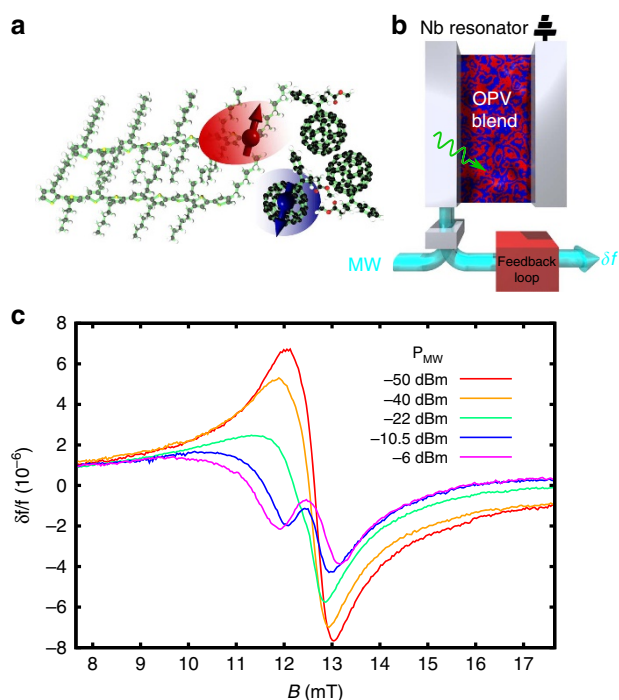 a
b
Nb resonator
OPV
blend
MW
Feedback
loop
δf
c
P_MW
–50 dBm
–40 dBm
–22 dBm
–10.5 dBm
–6 dBm
δf/f (10⁻⁶)
8
6
4
2
0
–2
–4
–6
–8
8 9 10 11 12 13 14 15 16 17
B (mT)